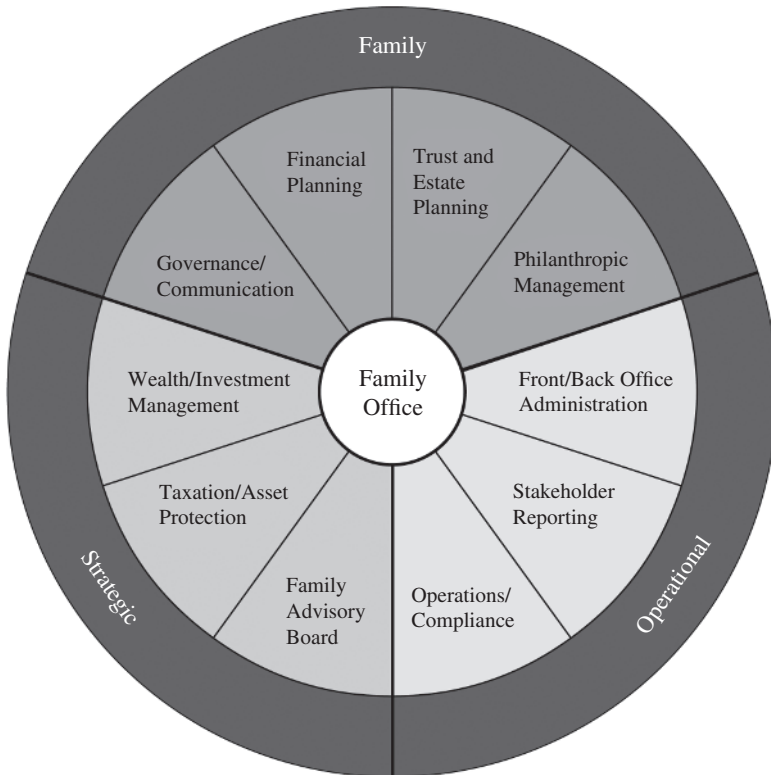 Family
Financial
Planning
Trust and
Estate
Planning
Governance/
Communication
Philanthropic
Management
Wealth/Investment
Management
Family
Office
Front/Back Office
Administration
Taxation/Asset
Protection
Stakeholder
Reporting
Family
Advisory
Board
Operations/
Compliance
Strategic
Operational